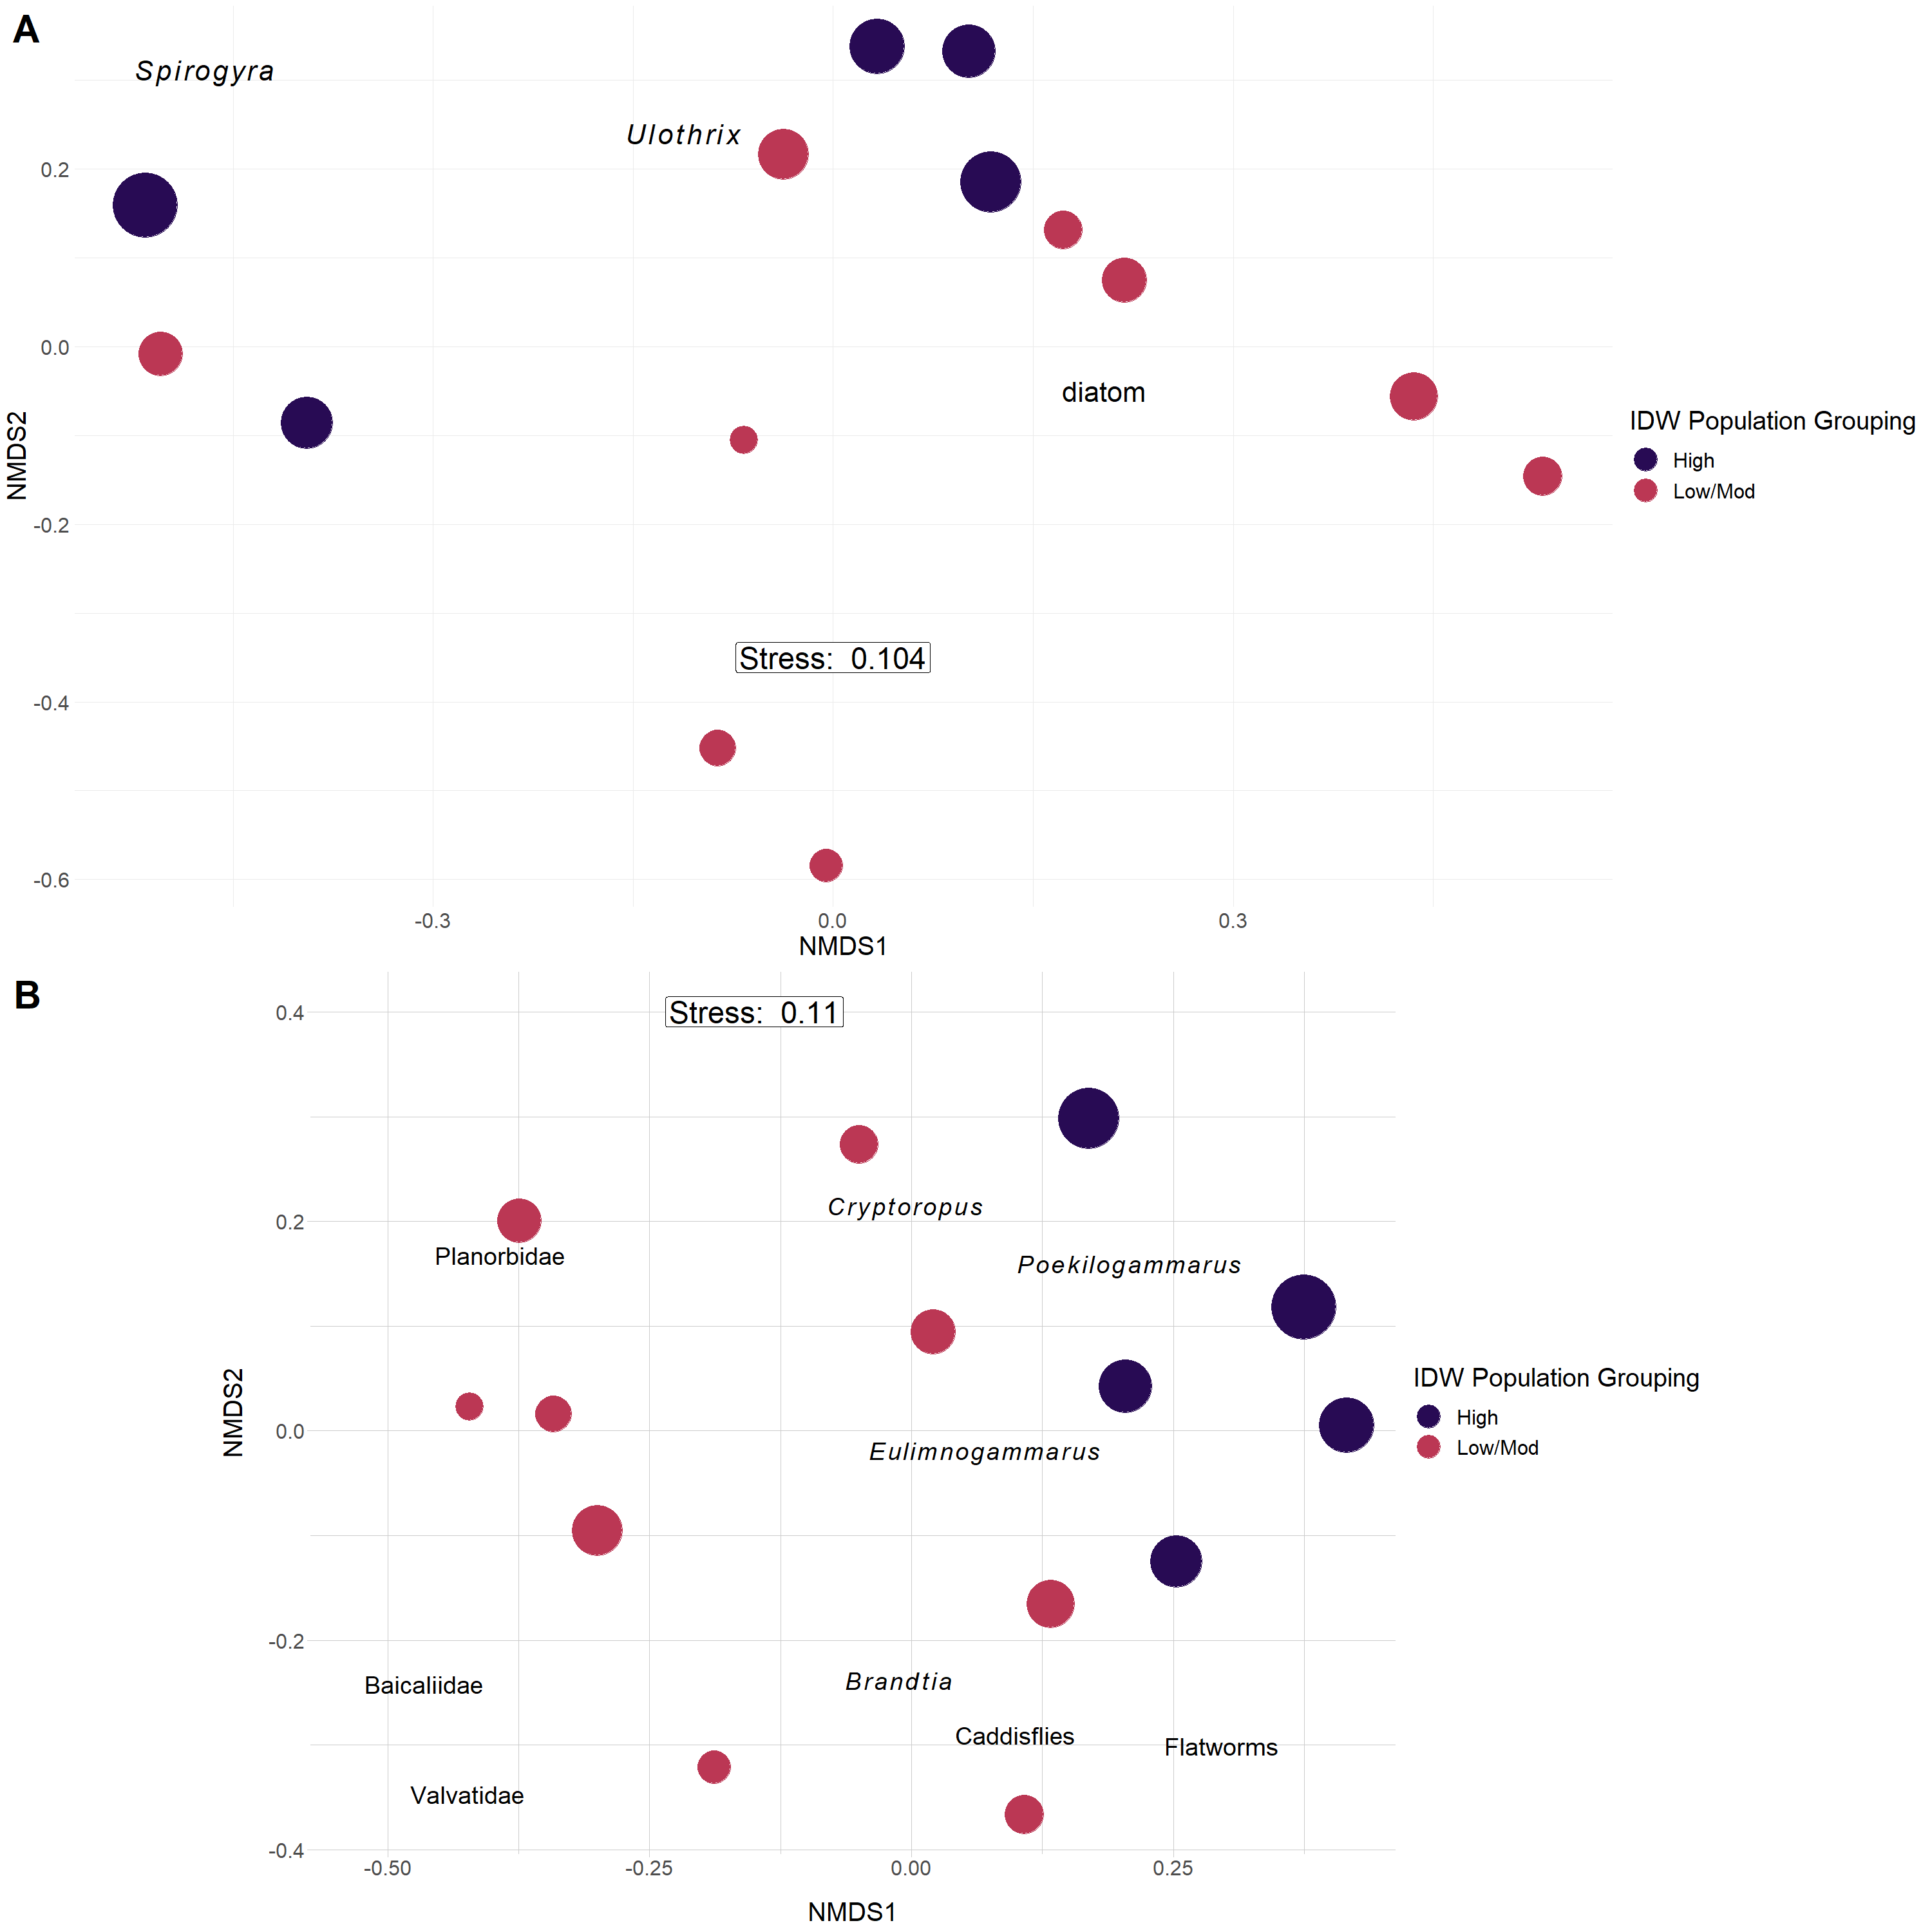 A
Spirogyra
Ulothrix
0.2
0.0
diatom
NMDS2
IDW Population Grouping
High
Low/Mod
-0.2
Stress:  0.104
-0.4
-0.6
-0.3
0.0
0.3
NMDS1
B
Stress:  0.11
0.4
Cryptoropus
0.2
Planorbidae
Poekilogammarus
NMDS2
IDW Population Grouping
High
Low/Mod
0.0
Eulimnogammarus
-0.2
Baicaliidae
Brandtia
Caddisflies
Flatworms
Valvatidae
-0.4
-0.50
-0.25
0.00
0.25
NMDS1